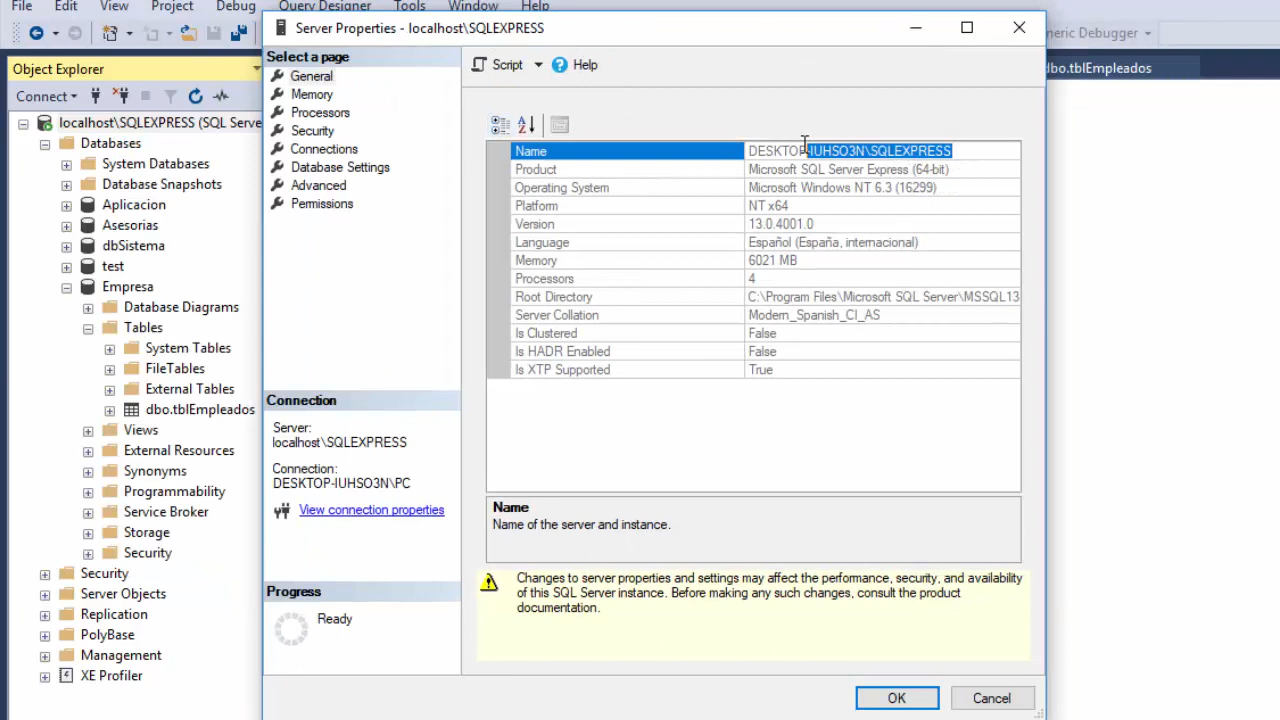 File Edit View Project Debug Query Designer Tools Window Help
Server Properties - localhost\SQLEXPRESS
neric Debugger
dbo.tblEmpleados
Object Explorer
Connect
localhost\SQLEXPRESS (SQL Serve
Databases
System Databases
Database Snapshots
Aplicacion
Asesorias
dbSistema
test
Empresa
Database Diagrams
Tables
System Tables
FileTables
External Tables
dbo.tblEmpleados
Views
External Resources
Synonyms
Programmability
Service Broker
Storage
Security
Security
Server Objects
Replication
PolyBase
Management
XE Profiler
Select a page
General
Memory
Processors
Security
Connections
Database Settings
Advanced
Permissions
Connection
Server:
localhost\SQLEXPRESS
Connection:
DESKTOP-IUHSO3N\PC
View connection properties
Progress
Ready
Script Help
Name DESKTOP-IUHSO3N\SQLEXPRESS
Product Microsoft SQL Server Express (64-bit)
Operating System Microsoft Windows NT 6.3 (16299)
Platform NT x64
Version 13.0.4001.0
Language Español (España, internacional)
Memory 6021 MB
Processors 4
Root Directory C:\Program Files\Microsoft SQL Server\MSSQL13
Server Collation Modern_Spanish_CI_AS
Is Clustered False
Is HADR Enabled False
Is XTP Supported True
Name
Name of the server and instance.
Changes to server properties and settings may affect the performance, security, and availability
of this SQL Server instance. Before making any such changes, consult the product
documentation.
OK Cancel